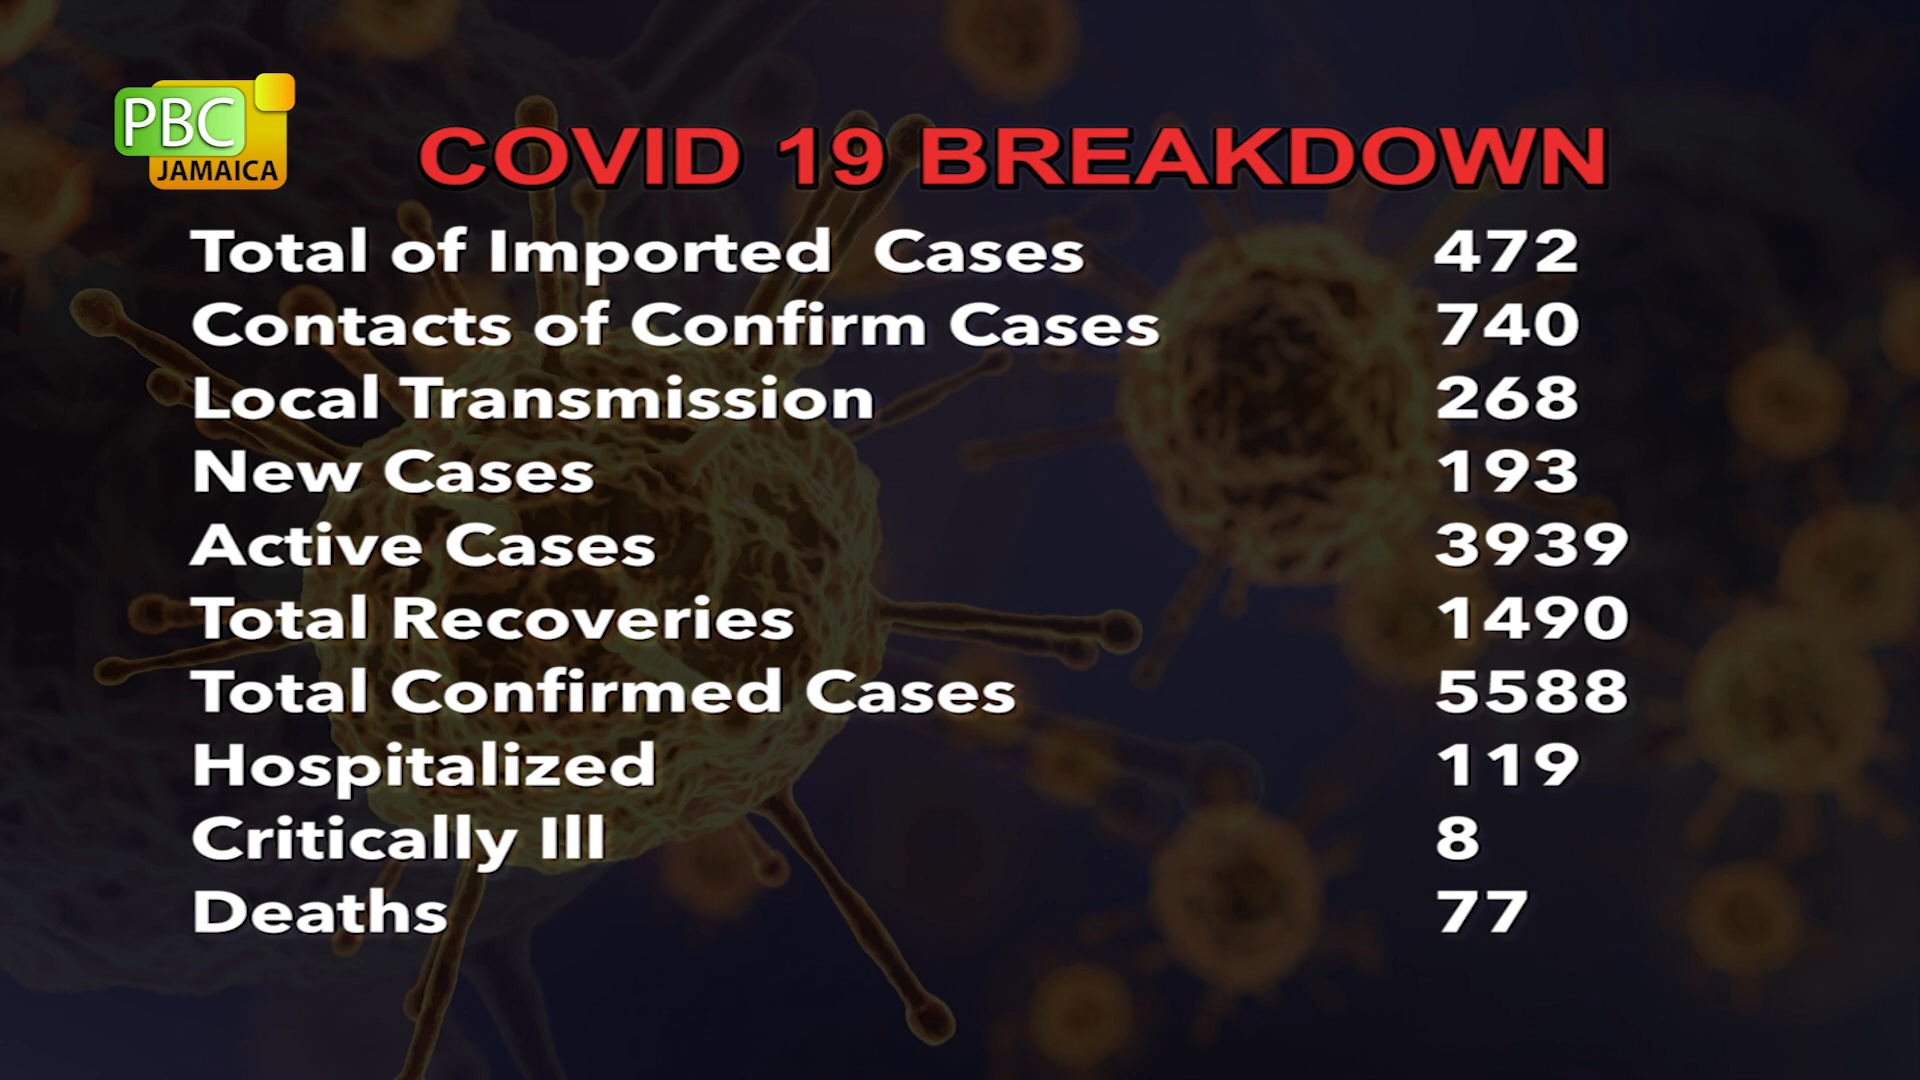 PBC
JAMAICA
COVID 19 BREAKDOWN
Total of Imported Cases 472
Contacts of Confirm Cases 740
Local Transmission 268
New Cases 193
Active Cases 3939
Total Recoveries 1490
Total Confirmed Cases 5588
Hospitalized 119
Critically Ill 8
Deaths 77